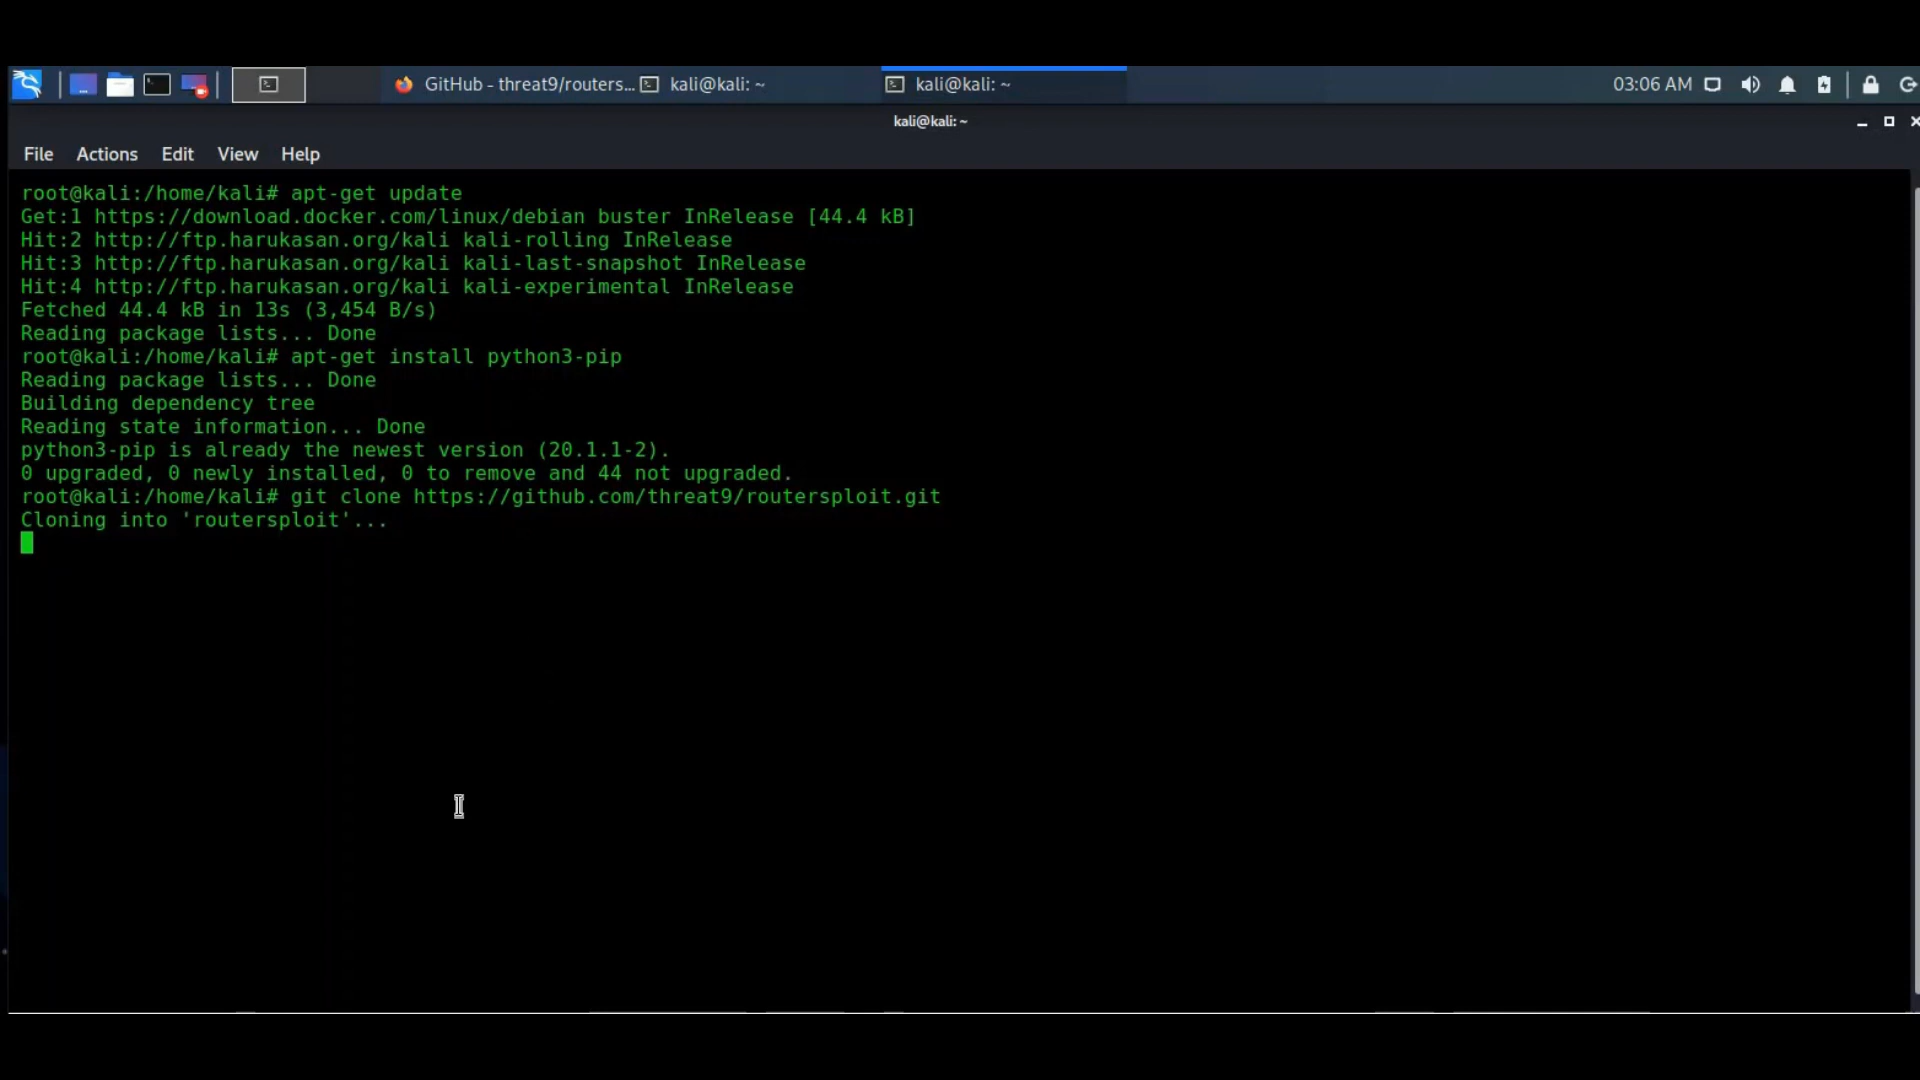 GitHub - threat9/routers... kali@kali: ~ kali@kali: ~ 03:06 AM
kali@kali: ~
File Actions Edit View Help
root@kali:/home/kali# apt-get update
Get:1 https://download.docker.com/linux/debian buster InRelease [44.4 kB]
Hit:2 http://ftp.harukasan.org/kali kali-rolling InRelease
Hit:3 http://ftp.harukasan.org/kali kali-last-snapshot InRelease
Hit:4 http://ftp.harukasan.org/kali kali-experimental InRelease
Fetched 44.4 kB in 13s (3,454 B/s)
Reading package lists... Done
root@kali:/home/kali# apt-get install python3-pip
Reading package lists... Done
Building dependency tree
Reading state information... Done
python3-pip is already the newest version (20.1.1-2).
0 upgraded, 0 newly installed, 0 to remove and 44 not upgraded.
root@kali:/home/kali# git clone https://github.com/threat9/routersploit.git
Cloning into 'routersploit'...